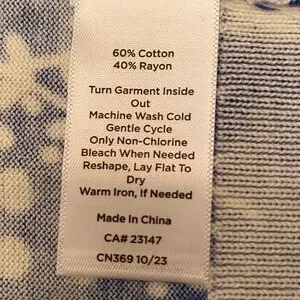 60% Cotton
40% Rayon
Turn Garment Inside
Out
Machine Wash Cold
Gentle Cycle
Only Non-Chlorine
Bleach When Needed
Reshape, Lay Flat To
Dry
Warm Iron, If Needed
Made In China
CA# 23147
CN369 10/23